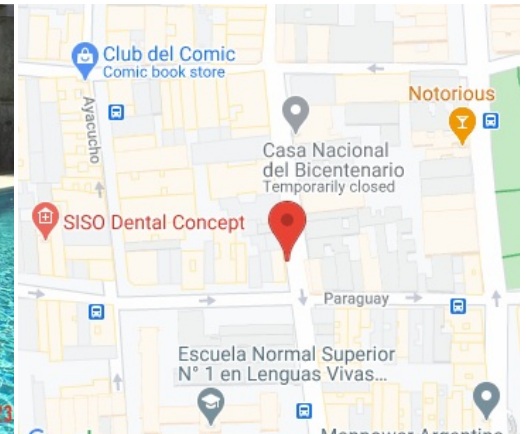 Club del Comic
Comic book store
Notorious
Ayacucho
Casa Nacional
del Bicentenario
Temporarily closed
SISO Dental Concept
Paraguay
Escuela Normal Superior
N° 1 en Lenguas Vivas...